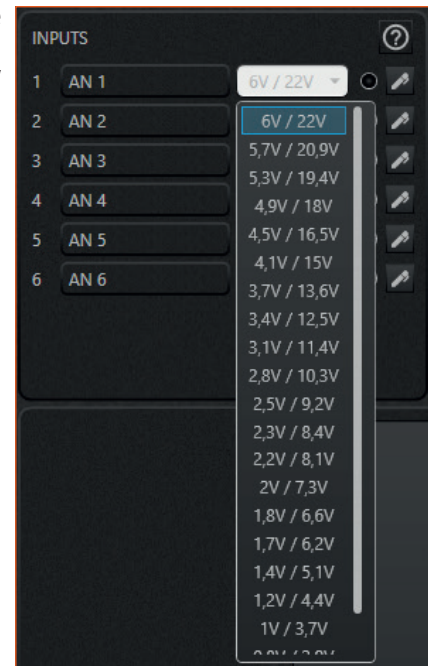 INPUTS ?
1 AN 1 6V / 22V
2 AN 2
3 AN 3
4 AN 4
5 AN 5
6 AN 6
6V / 22V
5,7V / 20,9V
5,3V / 19,4V
4,9V / 18V
4,5V / 16,5V
4,1V / 15V
3,7V / 13,6V
3,4V / 12,5V
3,1V / 11,4V
2,8V / 10,3V
2,5V / 9,2V
2,3V / 8,4V
2,2V / 8,1V
2V / 7,3V
1,8V / 6,6V
1,7V / 6,2V
1,4V / 5,1V
1,2V / 4,4V
1V / 3,7V